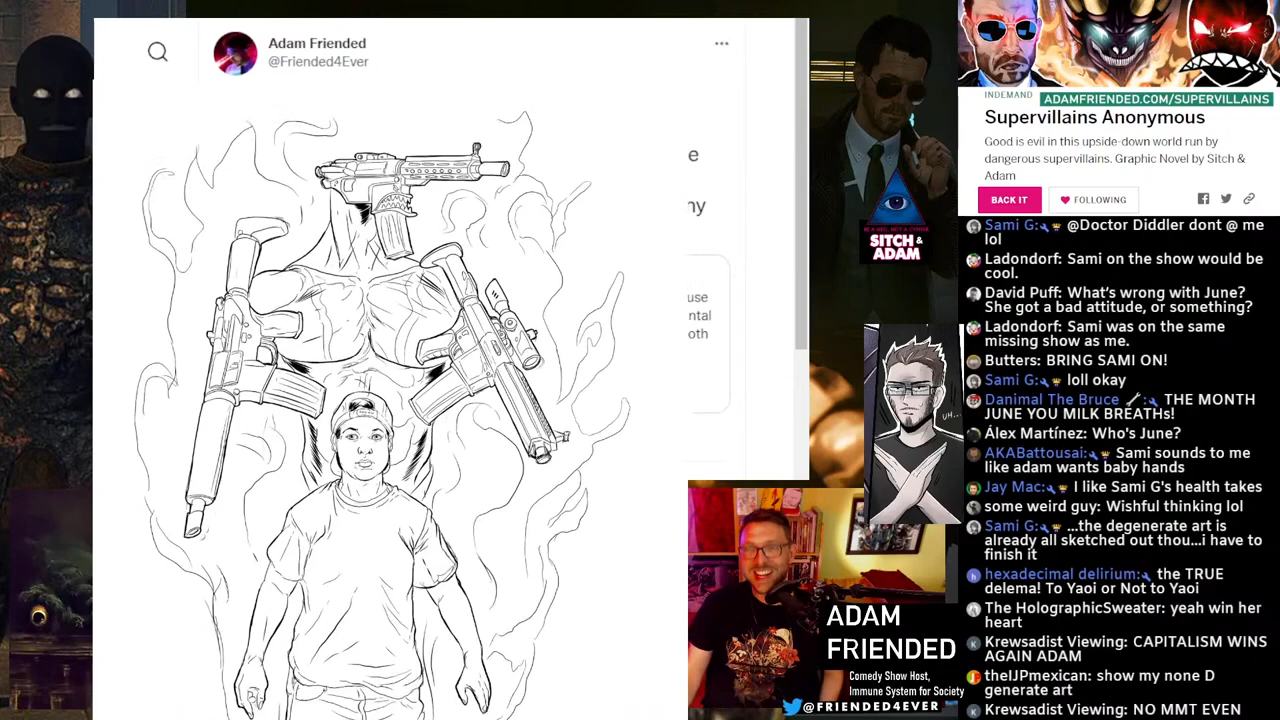 Adam Friended
@Friended4Ever
e
ny
use
ntal
oth
BE A HERO, NOT A CYNIC
SITCH &
ADAM
UH...
ADAM
FRIENDED
Comedy Show Host,
Immune System for Society
@FRIENDED4EVER
INDEMAND
ADAMFRIENDED.COM/SUPERVILLAINS
Supervillains Anonymous
Good is evil in this upside-down world run by
dangerous supervillains. Graphic Novel by Sitch &
Adam
BACK IT
FOLLOWING
Sami G: @Doctor Diddler dont @ me
lol
Ladondorf: Sami on the show would be
cool.
David Puff: What's wrong with June?
She got a bad attitude, or something?
Ladondorf: Sami was on the same
missing show as me.
Butters: BRING SAMI ON!
Sami G: loll okay
Danimal The Bruce : THE MONTH
JUNE YOU MILK BREATHs!
Álex Martínez: Who's June?
AKABattousai: Sami sounds to me
like adam wants baby hands
Jay Mac: I like Sami G's health takes
some weird guy: Wishful thinking lol
Sami G: ...the degenerate art is
already all sketched out thou...i have to
finish it
hexadecimal delirium: the TRUE
delema! To Yaoi or Not to Yaoi
The HolographicSweater: yeah win her
heart
Krewsadist Viewing: CAPITALISM WINS
AGAIN ADAM
theIJPmexican: show my none D
generate art
Krewsadist Viewing: NO MMT EVEN